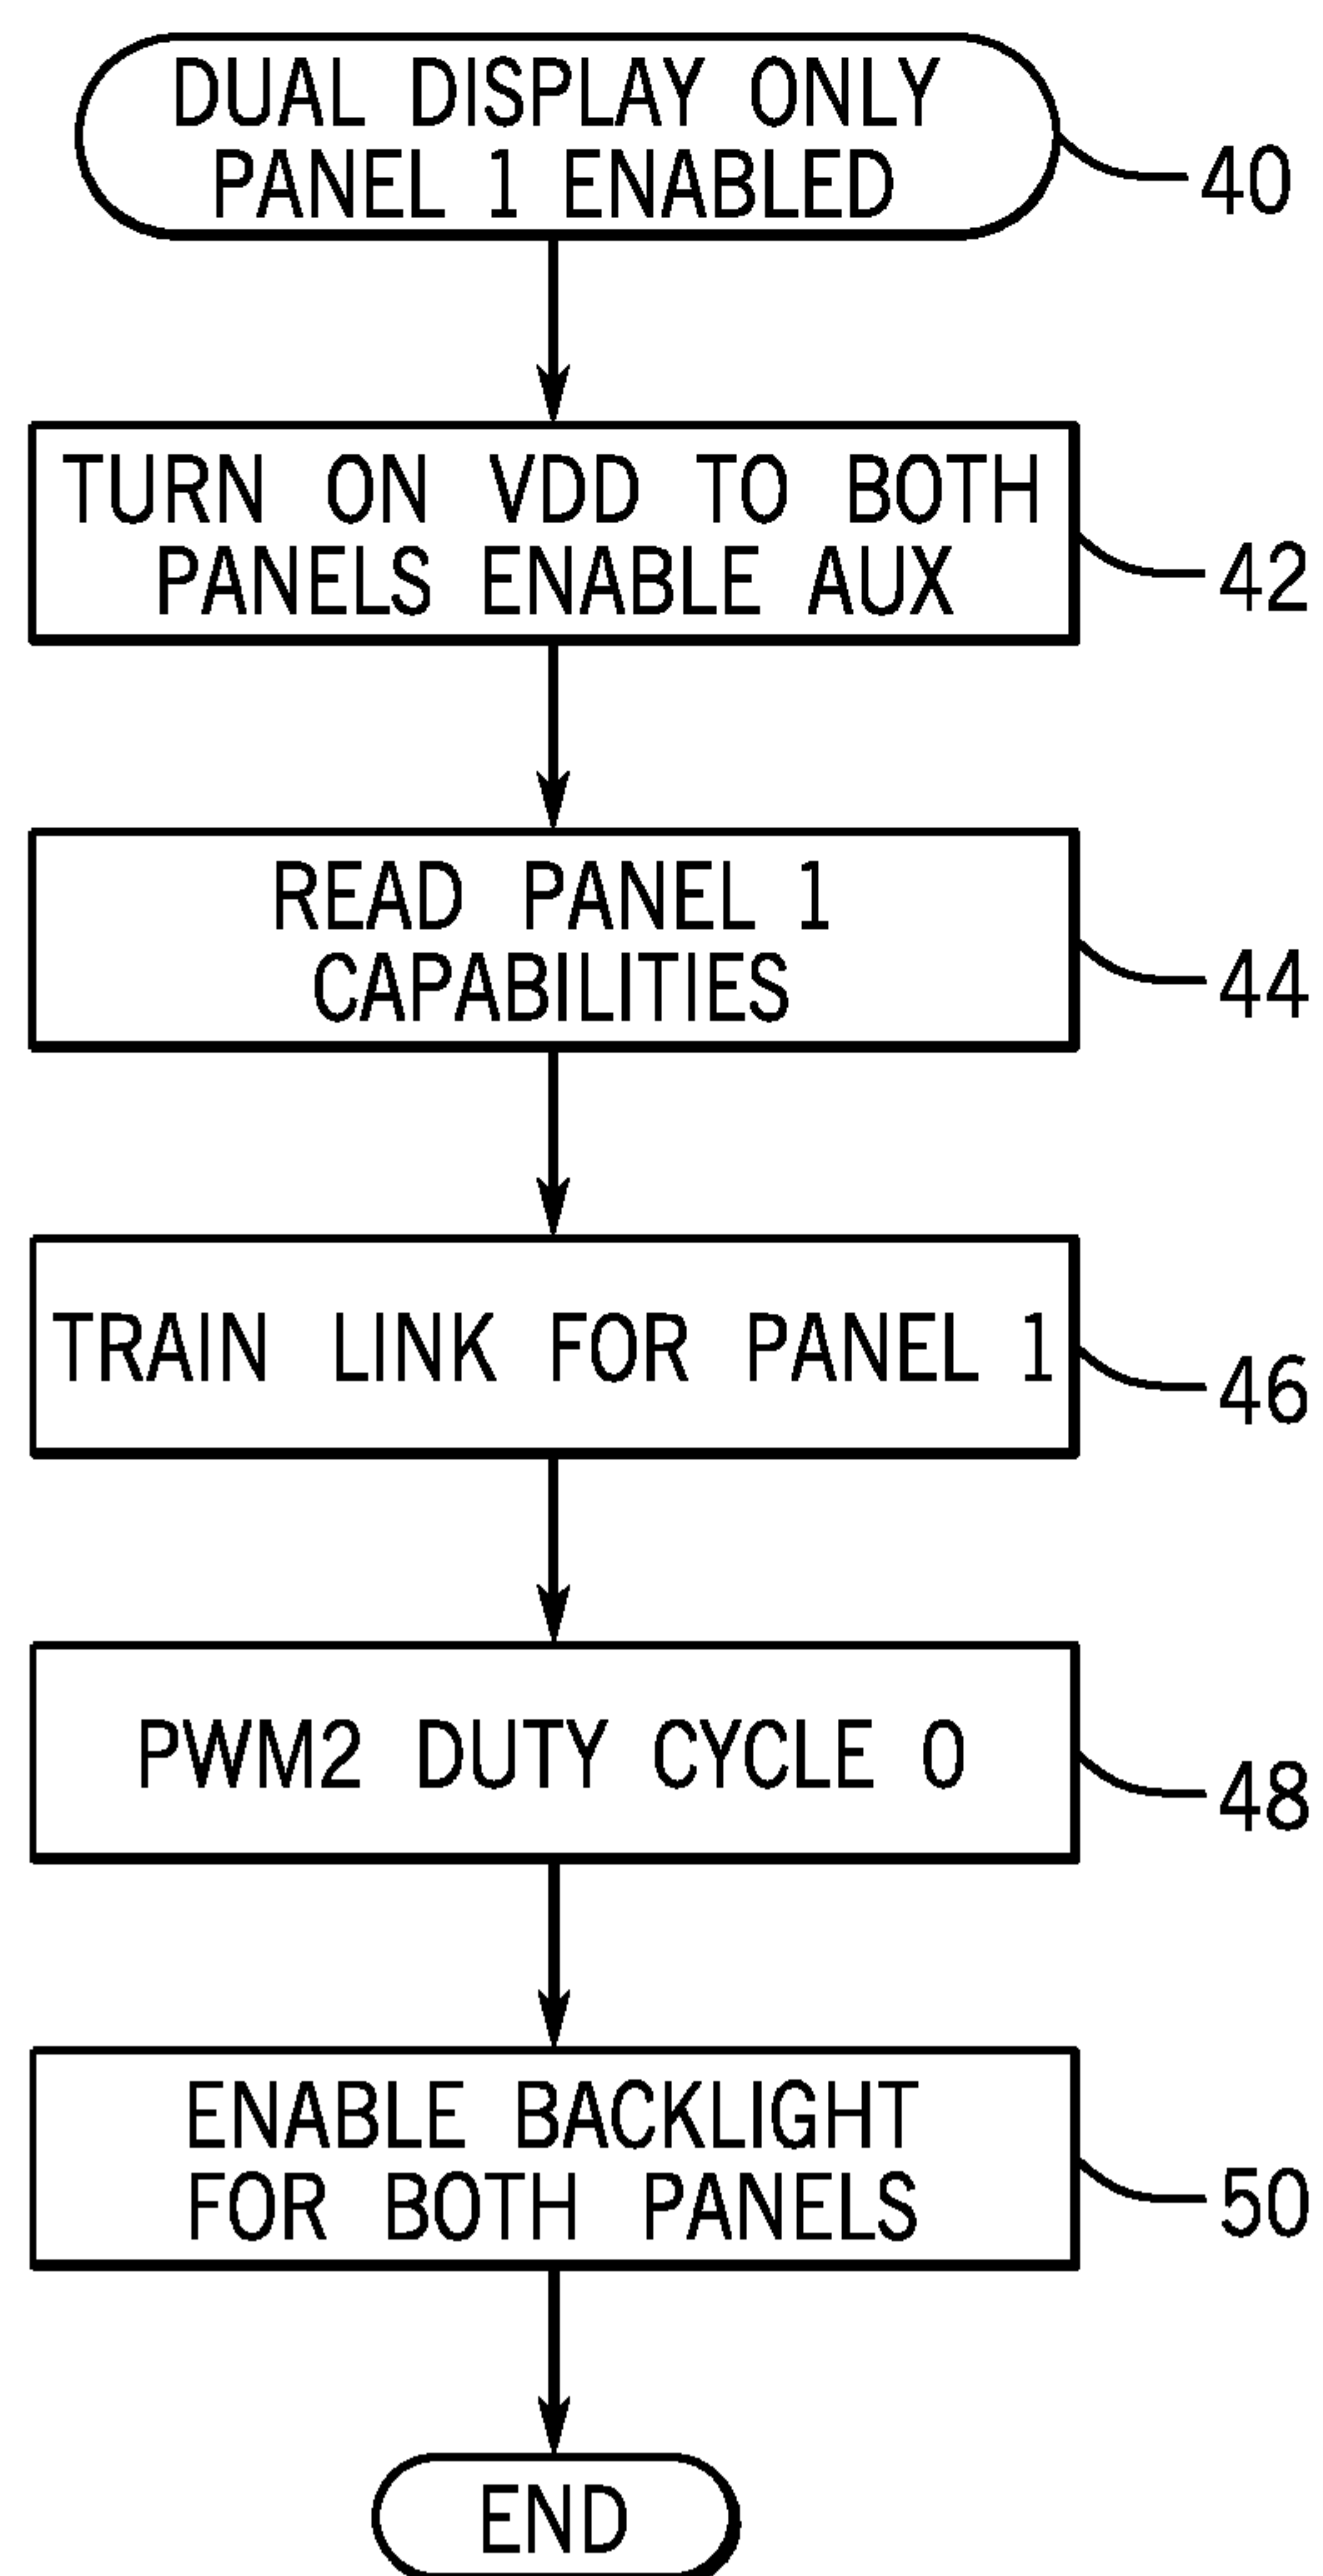 DUAL DISPLAY ONLY
PANEL 1 ENABLED
40
TURN ON VDD TO BOTH
PANELS ENABLE AUX
42
READ PANEL 1
CAPABILITIES
44
TRAIN LINK FOR PANEL 1
46
PWM2 DUTY CYCLE 0
48
ENABLE BACKLIGHT
FOR BOTH PANELS
50
END